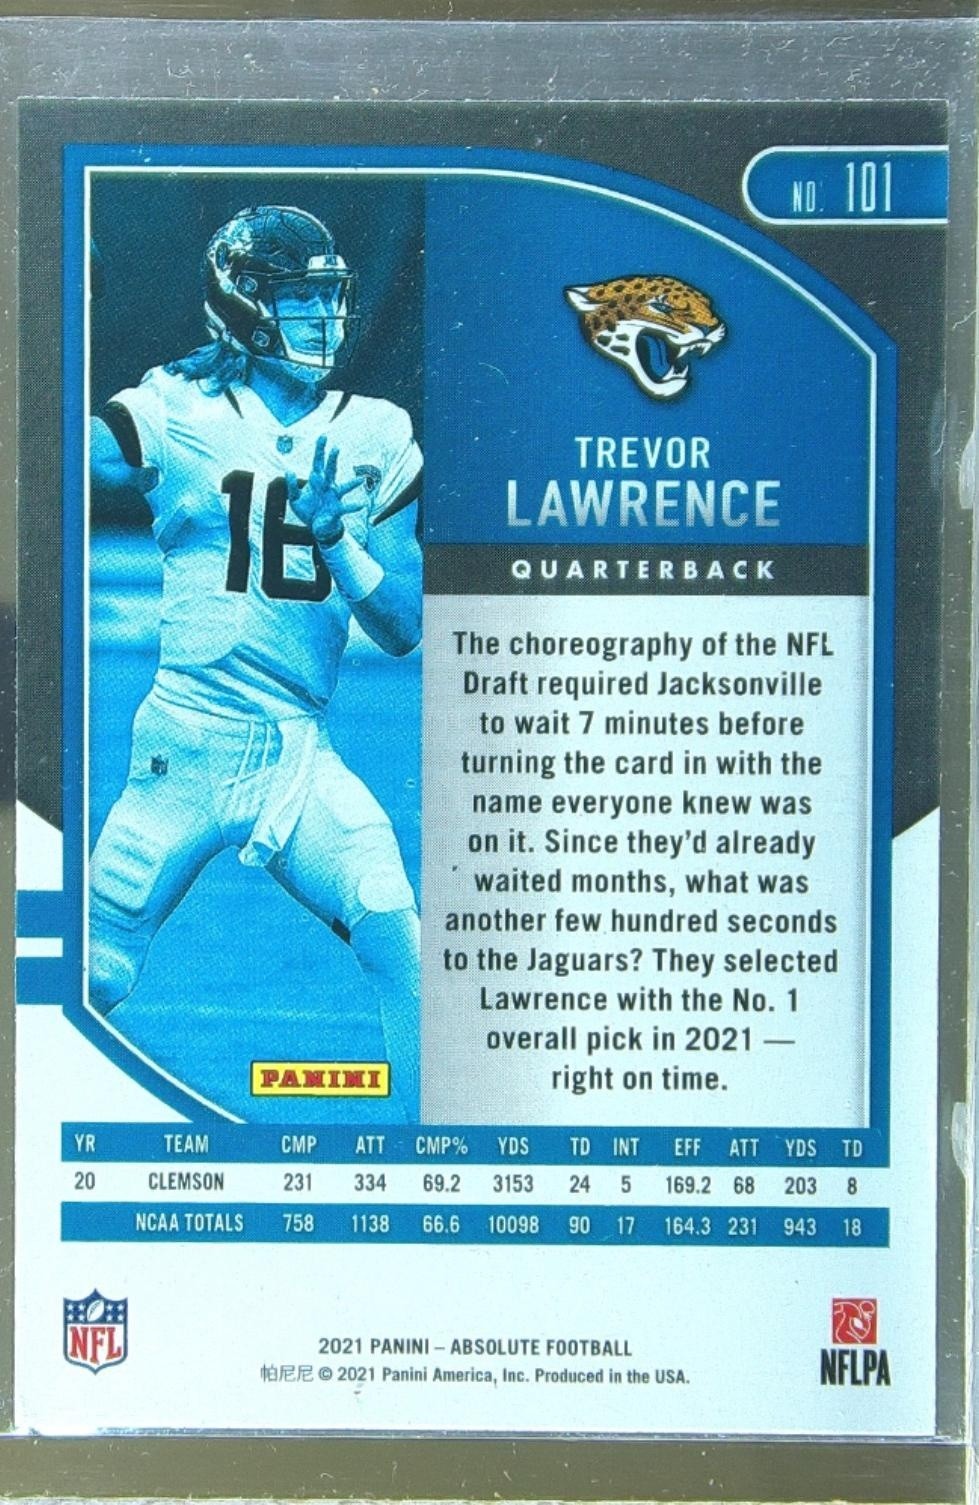 NO. 101
16
TREVOR
LAWRENCE
QUARTERBACK
The choreography of the NFL
Draft required Jacksonville
to wait 7 minutes before
turning the card in with the
name everyone knew was
on it. Since they'd already
waited months, what was
another few hundred seconds
to the Jaguars? They selected
Lawrence with the No. 1
overall pick in 2021 —
right on time.
PANINI
YR TEAM CMP ATT CMP% YDS TD INT EFF ATT YDS TD
20 CLEMSON 231 334 69.2 3153 24 5 169.2 68 203 8
NCAA TOTALS 758 1138 66.6 10098 90 17 164.3 231 943 18
NFL
2021 PANINI – ABSOLUTE FOOTBALL
帕尼尼 © 2021 Panini America, Inc. Produced in the USA.
NFLPA